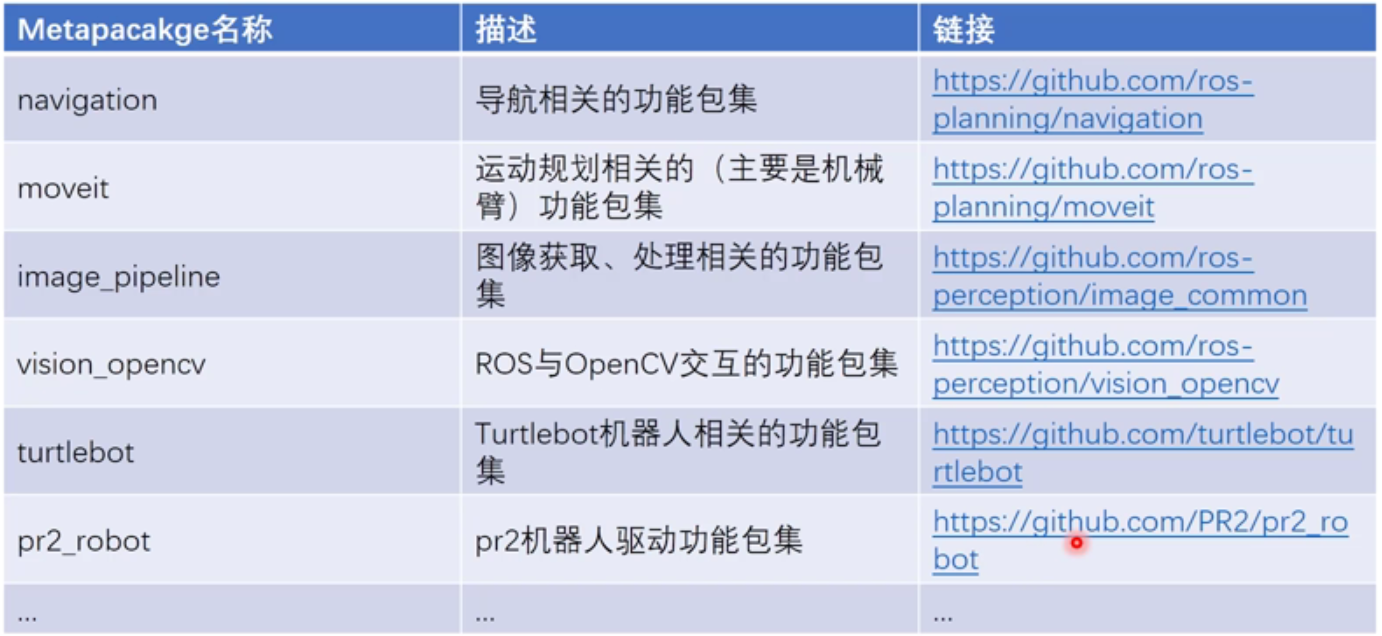 Metapacakge名称
描述
链接
navigation
导航相关的功能包集
https://github.com/ros-
planning/navigation
moveit
运动规划相关的（主要是机械
臂）功能包集
https://github.com/ros-
planning/moveit
image_pipeline
图像获取、处理相关的功能包
集
https://github.com/ros-
perception/image_common
vision_opencv
ROS与OpenCV交互的功能包集
https://github.com/ros-
perception/vision_opencv
turtlebot
Turtlebot机器人相关的功能包
集
https://github.com/turtlebot/tu
rtlebot
pr2_robot
pr2机器人驱动功能包集
https://github.com/PR2/pr2_ro
bot
...
...
...